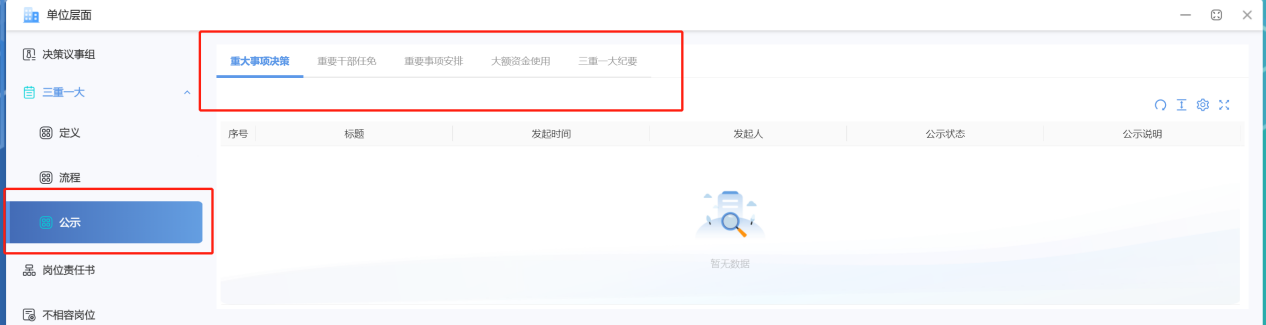 单位层面
决策议事组
三重一大
定义
流程
公示
岗位责任书
不相容岗位
重大事项决策 重要干部任免 重要事项安排 大额资金使用 三重一大纪要
序号 标题 发起时间 发起人 公示状态 公示说明
暂无数据